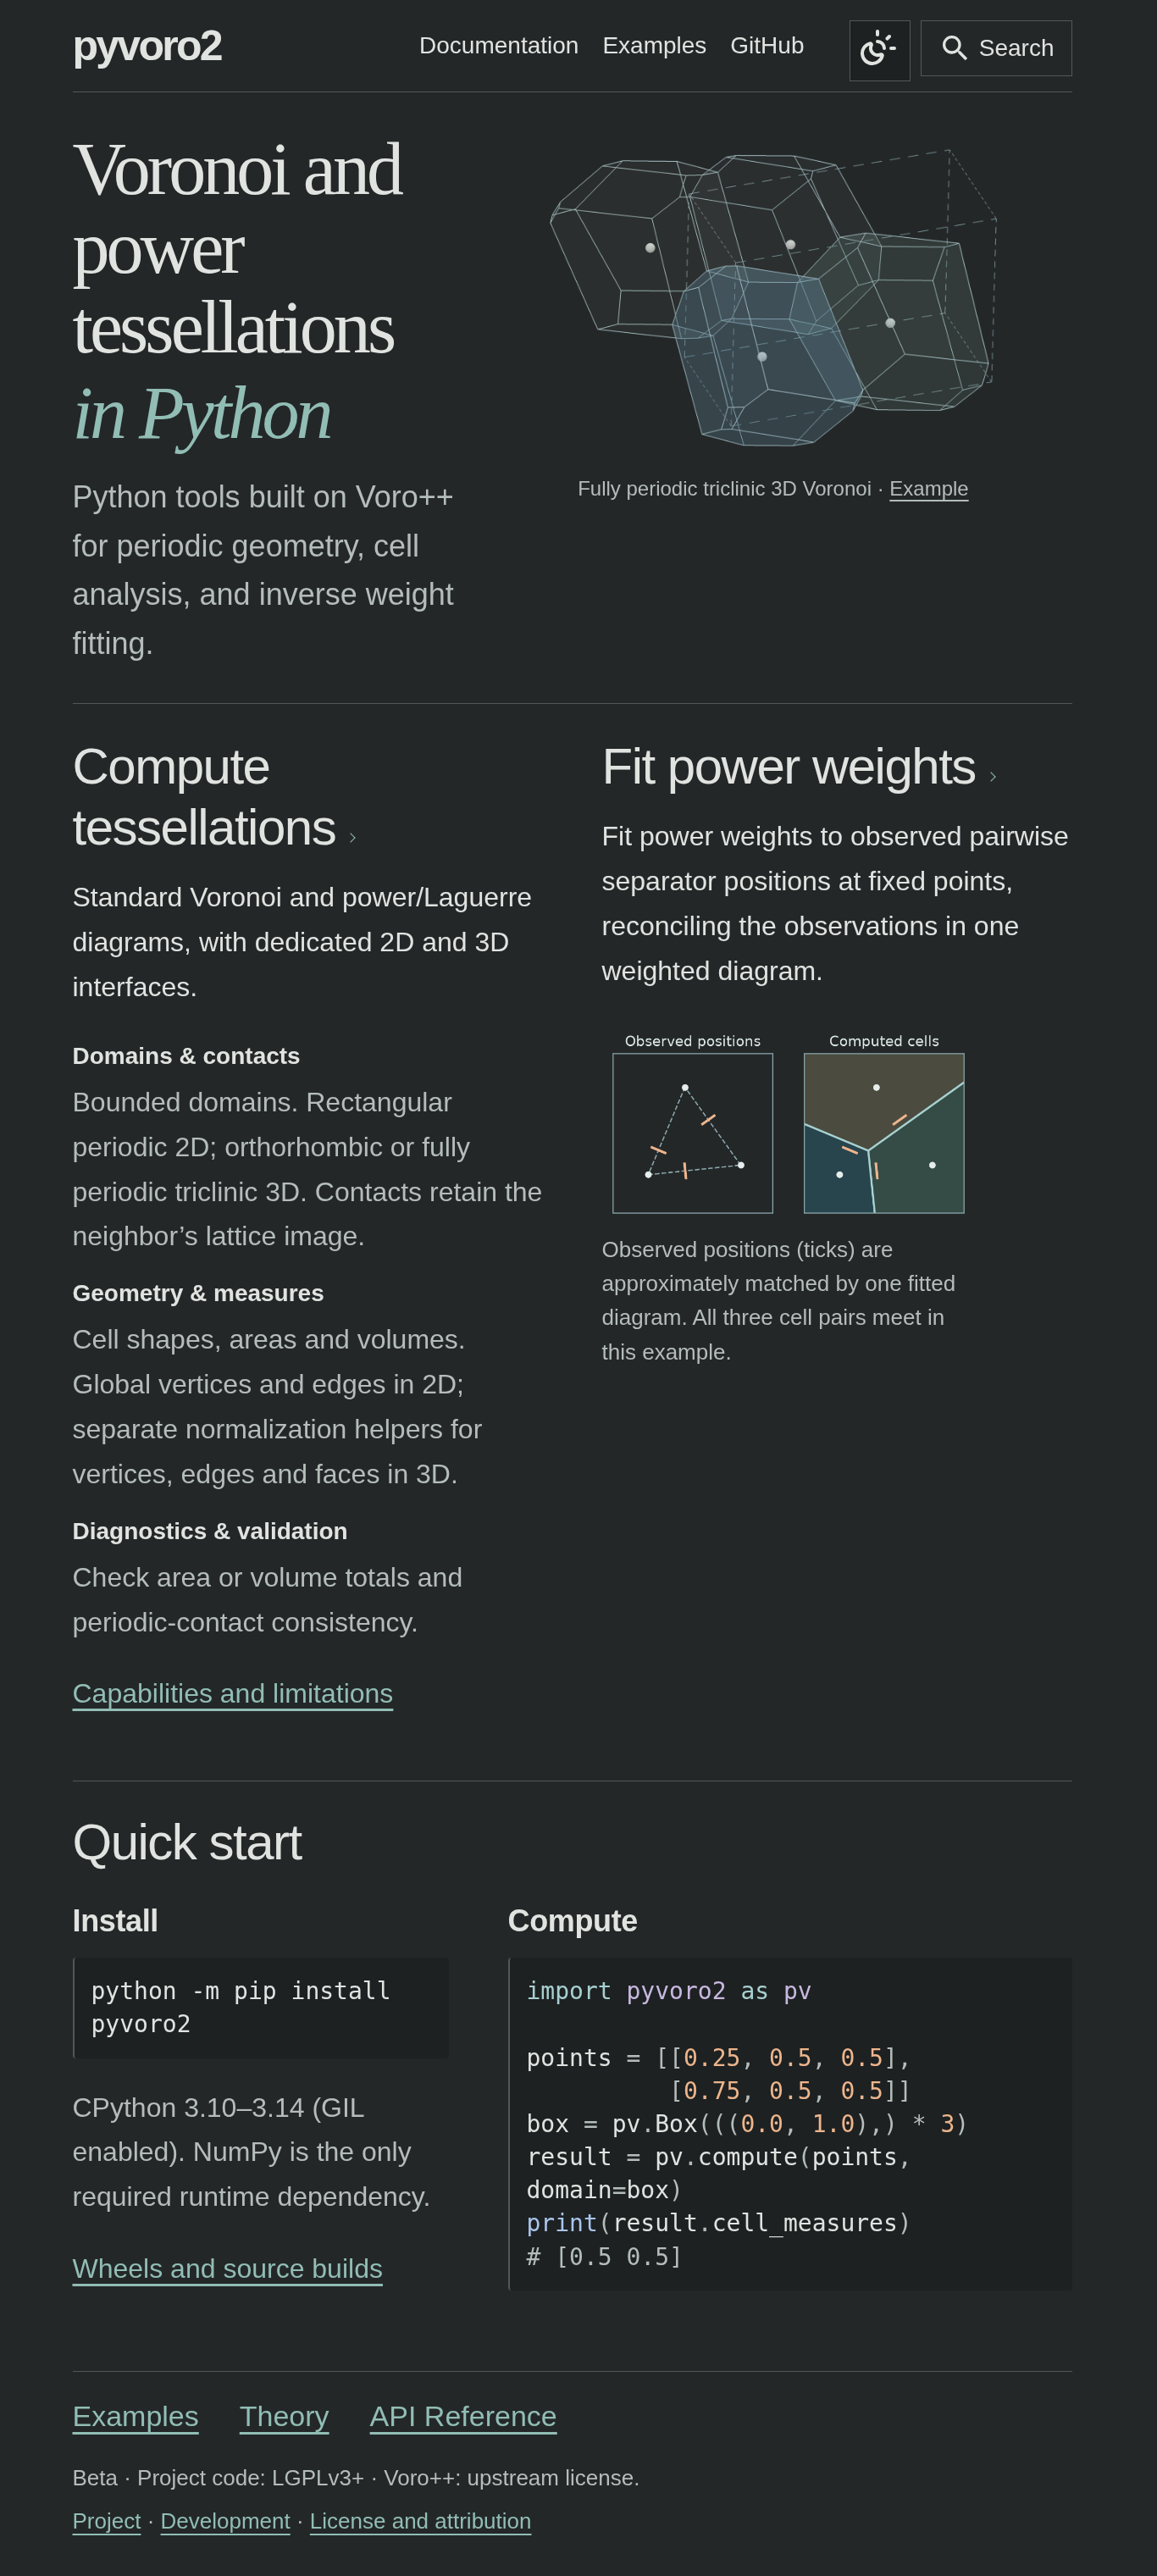 pyvoro2
Documentation Examples GitHub Search
Voronoi and
power
tessellations
in Python
Python tools built on Voro++
for periodic geometry, cell
analysis, and inverse weight
fitting.
Fully periodic triclinic 3D Voronoi · Example
Compute
tessellations ›
Standard Voronoi and power/Laguerre
diagrams, with dedicated 2D and 3D
interfaces.
Domains & contacts
Bounded domains. Rectangular
periodic 2D; orthorhombic or fully
periodic triclinic 3D. Contacts retain the
neighbor’s lattice image.
Geometry & measures
Cell shapes, areas and volumes.
Global vertices and edges in 2D;
separate normalization helpers for
vertices, edges and faces in 3D.
Diagnostics & validation
Check area or volume totals and
periodic-contact consistency.
Capabilities and limitations
Fit power weights ›
Fit power weights to observed pairwise
separator positions at fixed points,
reconciling the observations in one
weighted diagram.
Observed positions
Computed cells
Observed positions (ticks) are
approximately matched by one fitted
diagram. All three cell pairs meet in
this example.
Quick start
Install
python -m pip install
pyvoro2
CPython 3.10–3.14 (GIL
enabled). NumPy is the only
required runtime dependency.
Wheels and source builds
Compute
import pyvoro2 as pv
points = [[0.25, 0.5, 0.5],
          [0.75, 0.5, 0.5]]
box = pv.Box(((0.0, 1.0),) * 3)
result = pv.compute(points,
domain=box)
print(result.cell_measures)
# [0.5 0.5]
Examples Theory API Reference
Beta · Project code: LGPLv3+ · Voro++: upstream license.
Project · Development · License and attribution